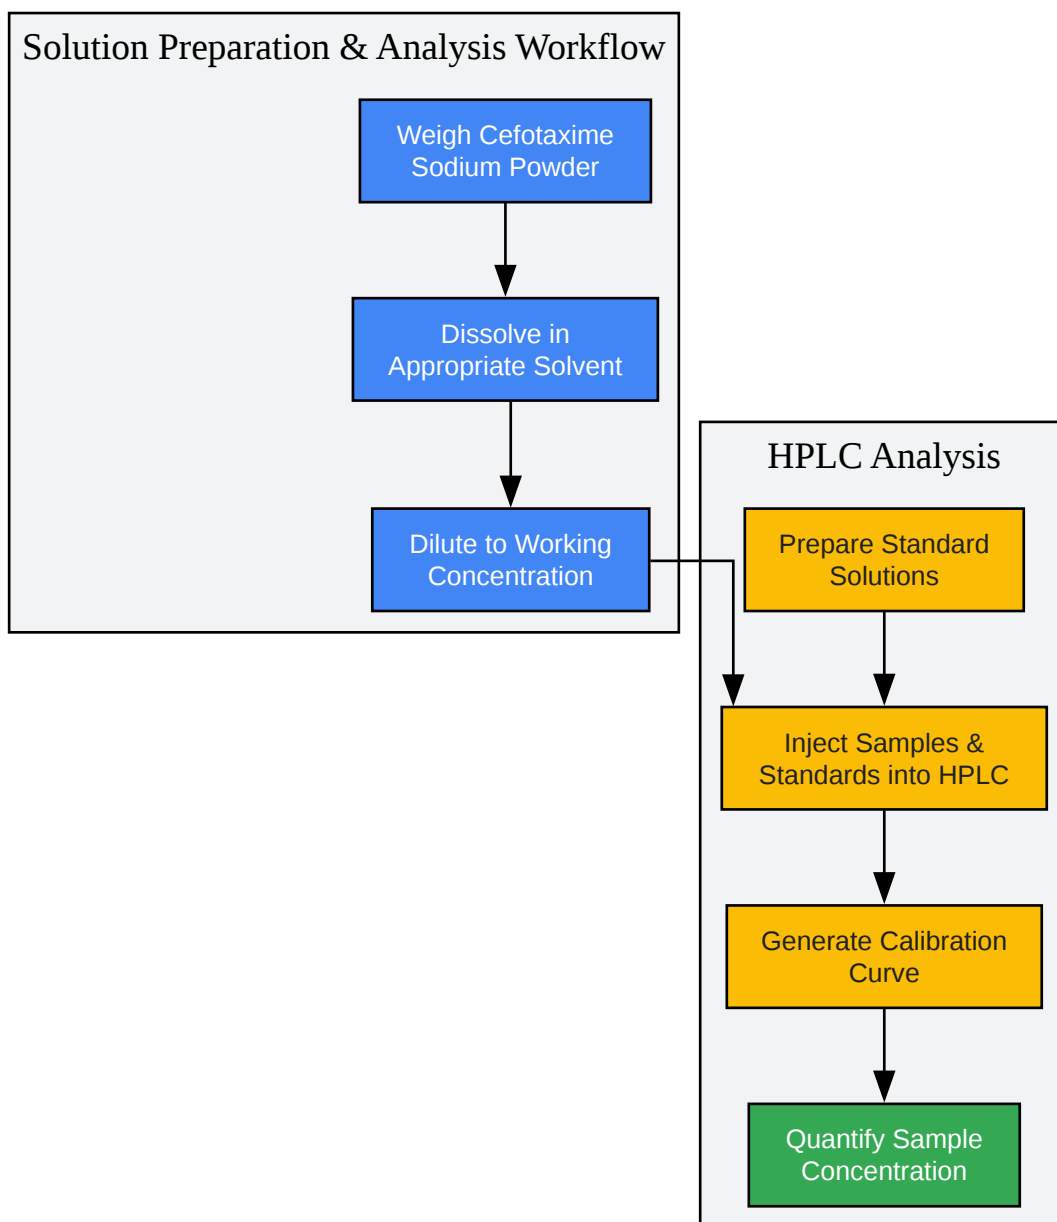 Solution Preparation & Analysis Workflow
Weigh Cefotaxime
Sodium Powder
Dissolve in
Appropriate Solvent
Dilute to Working
Concentration
HPLC Analysis
Prepare Standard
Solutions
Inject Samples &
Standards into HPLC
Generate Calibration
Curve
Quantify Sample
Concentration